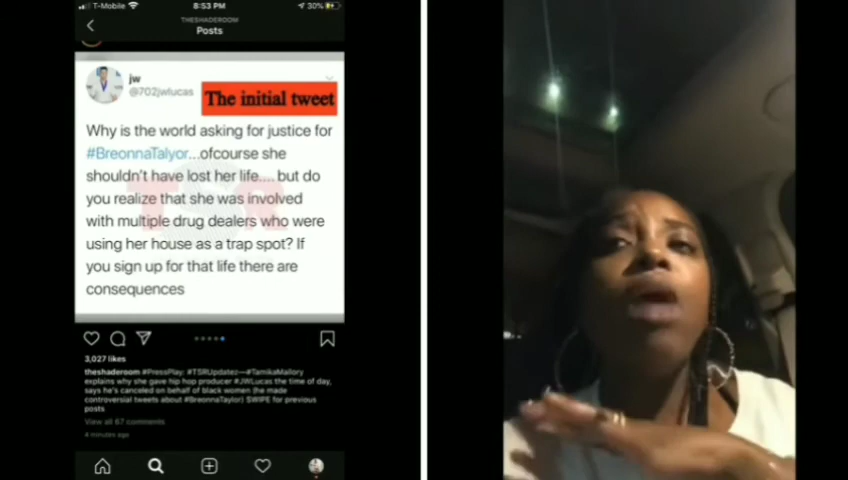 T-Mobile 8:53 PM 30%
THESHADEROOM
Posts
jw
@702jwlucas
The initial tweet
Why is the world asking for justice for
#BreonnaTalyor...ofcourse she
shouldn't have lost her life.... but do
you realize that she was involved
with multiple drug dealers who were
using her house as a trap spot? If
you sign up for that life there are
consequences
TSR
3,027 likes
theshaderoom #PressPlay: #TSRUpdatez—#TamikaMallory
explains why she gave hip hop producer #JWLucas the time of day,
says he's canceled on behalf of black women (he made
controversial tweets about #BreonnaTaylor) SWIPE for previous
posts
View all 67 comments
4 minutes ago